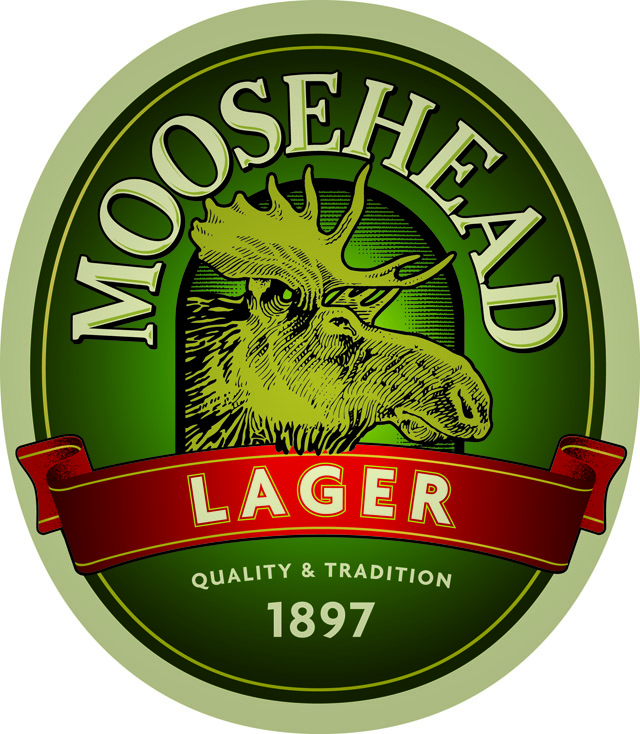 MOOSEHEAD
LAGER
QUALITY & TRADITION
1897